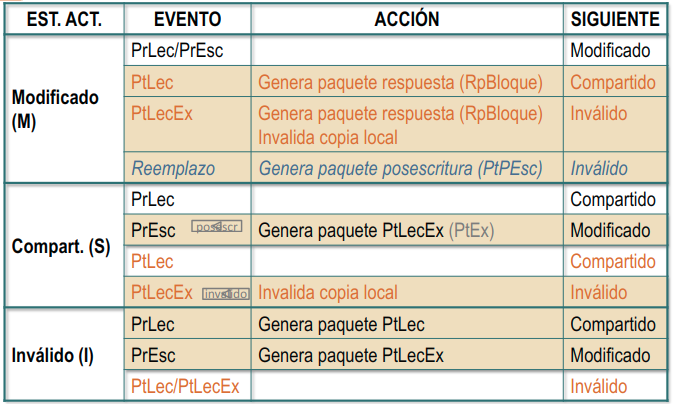 EST. ACT. EVENTO ACCIÓN SIGUIENTE
Modificado (M)
PrLec/PrEsc Modificado
PtLec Genera paquete respuesta (RpBloque) Compartido
PtLecEx Genera paquete respuesta (RpBloque) Inválido
Invalida copia local
Reemplazo Genera paquete posescritura (PtPEsc) Inválido
Compart. (S)
PrLec Compartido
PrEsc posescr Genera paquete PtLecEx (PtEx) Modificado
PtLec Compartido
PtLecEx inválido Invalida copia local Inválido
Inválido (I)
PrLec Genera paquete PtLec Compartido
PrEsc Genera paquete PtLecEx Modificado
PtLec/PtLecEx Inválido